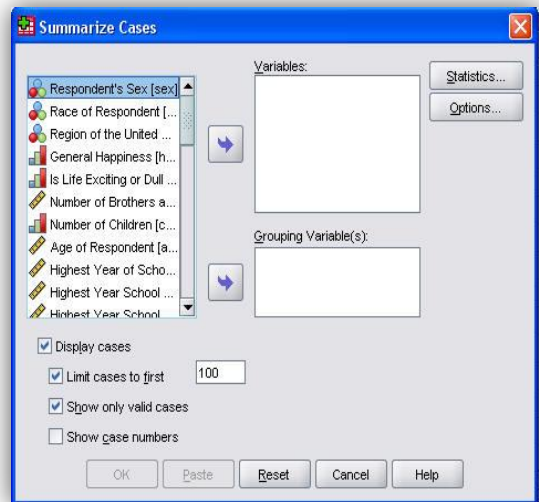 Summarize Cases
Respondent's Sex [sex]
Race of Respondent [...
Region of the United ...
General Happiness [h...
Is Life Exciting or Dull ...
Number of Brothers a...
Number of Children [c...
Age of Respondent [a...
Highest Year of Scho...
Highest Year School ...
Highest Year School
Variables:
Grouping Variable(s):
Statistics...
Options...
Display cases
Limit cases to first 100
Show only valid cases
Show case numbers
OK Paste Reset Cancel Help